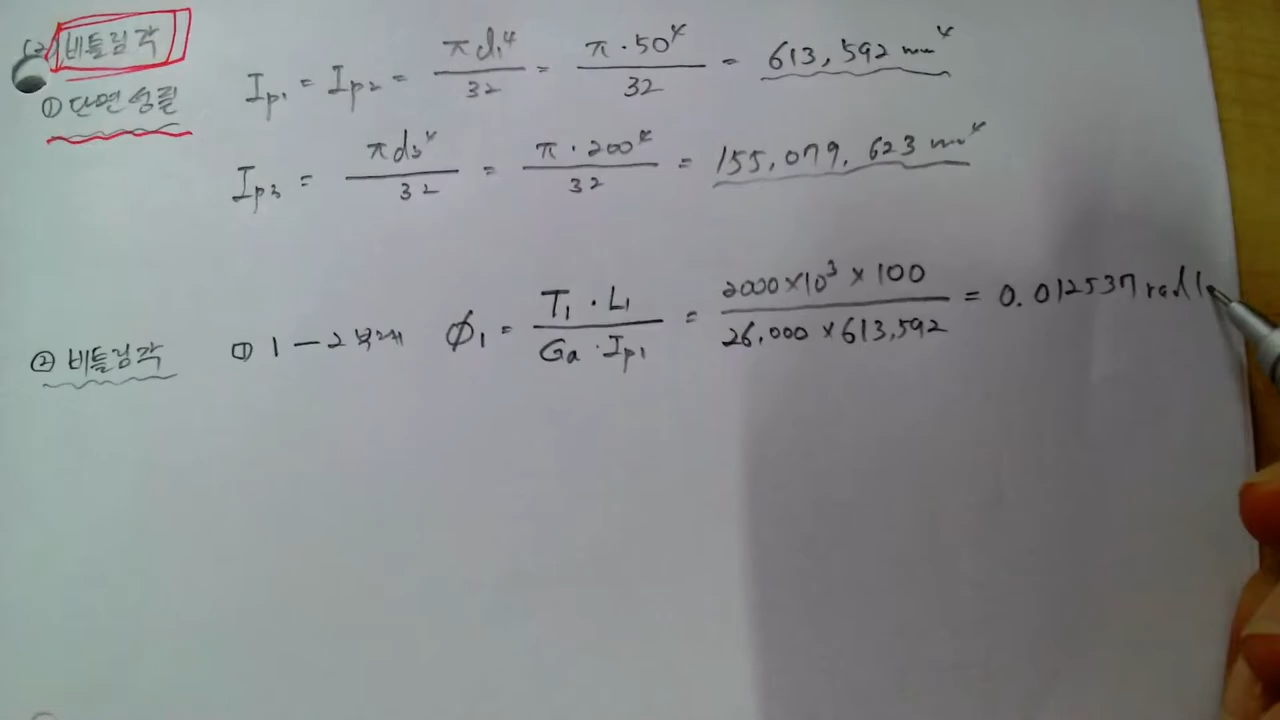 (2) 비틀림각
① 단면성질 Ip1 = Ip2 = πd₁⁴/32 = π·50⁴/32 = 613,592 mm⁴
Ip3 = πd₃⁴/32 = π·200⁴/32 = 155,079,623 mm⁴
② 비틀림각 ① 1-2부재 φ₁ = T₁·L₁/Ga·Ip1 = 2000×10³×100/26,000×613,592 = 0.012537 rad